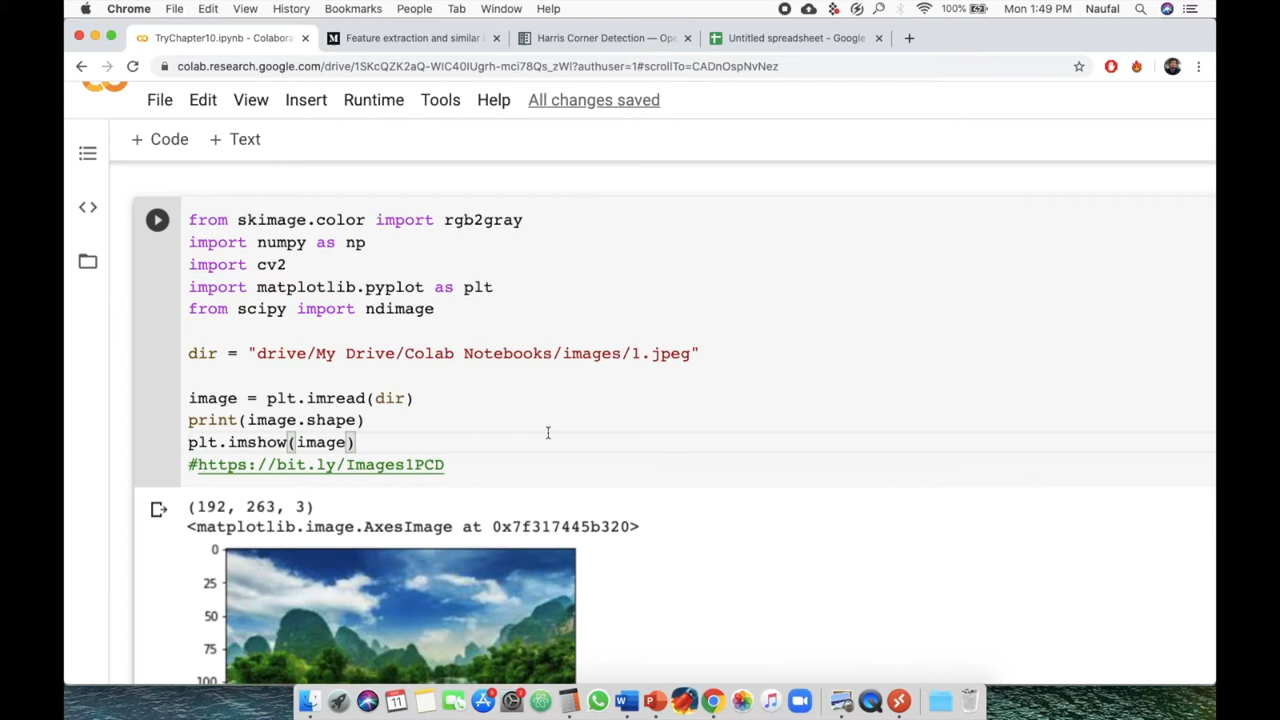 Chrome File Edit View History Bookmarks People Tab Window Help 100% Mon 1:49 PM Naufal
TryChapter10.ipynb - Colabora Feature extraction and similar i Harris Corner Detection — Ope Untitled spreadsheet - Google
colab.research.google.com/drive/1SKcQZK2aQ-WIC40IUgrh-mci78Qs_zWl?authuser=1#scrollTo=CADnOspNvNez
File Edit View Insert Runtime Tools Help All changes saved
+ Code + Text
from skimage.color import rgb2gray
import numpy as np
import cv2
import matplotlib.pyplot as plt
from scipy import ndimage
dir = "drive/My Drive/Colab Notebooks/images/1.jpeg"
image = plt.imread(dir)
print(image.shape)
plt.imshow(image)
#https://bit.ly/Images1PCD
(192, 263, 3)
<matplotlib.image.AxesImage at 0x7f317445b320>
0
25
50
75
100